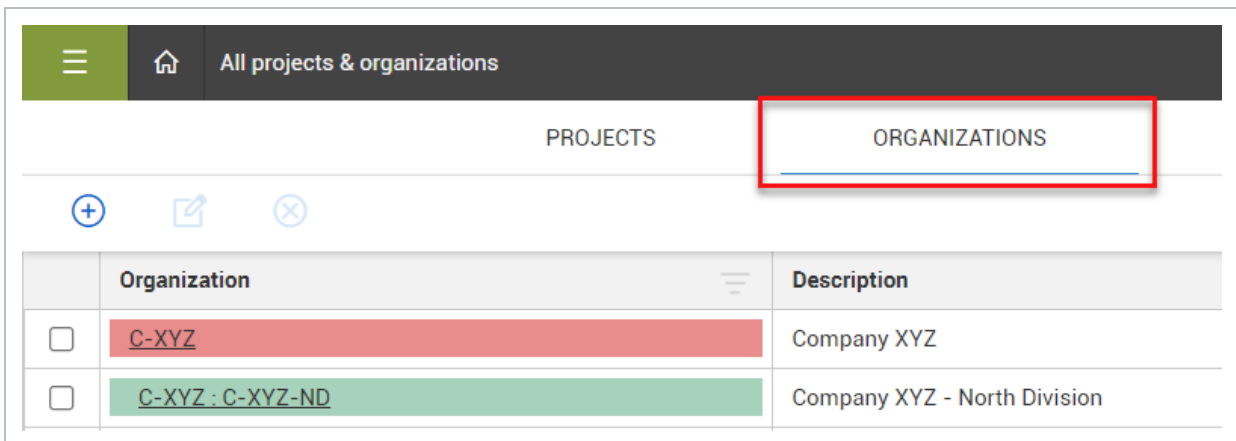 All projects & organizations
PROJECTS ORGANIZATIONS
Organization Description
C-XYZ Company XYZ
C-XYZ : C-XYZ-ND Company XYZ - North Division